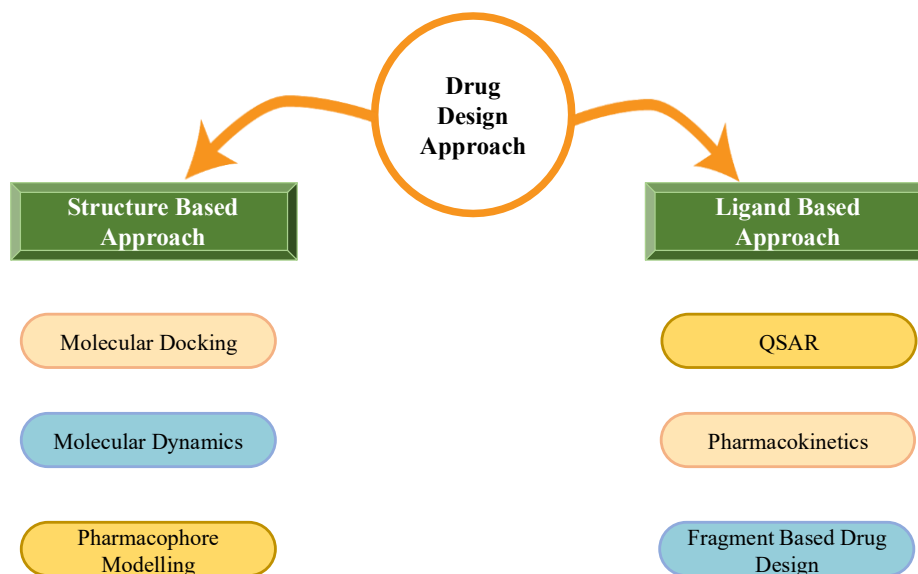 Drug
Design
Approach
Structure Based
Approach
Ligand Based
Approach
Molecular Docking
QSAR
Molecular Dynamics
Pharmacokinetics
Pharmacophore
Modelling
Fragment Based Drug
Design